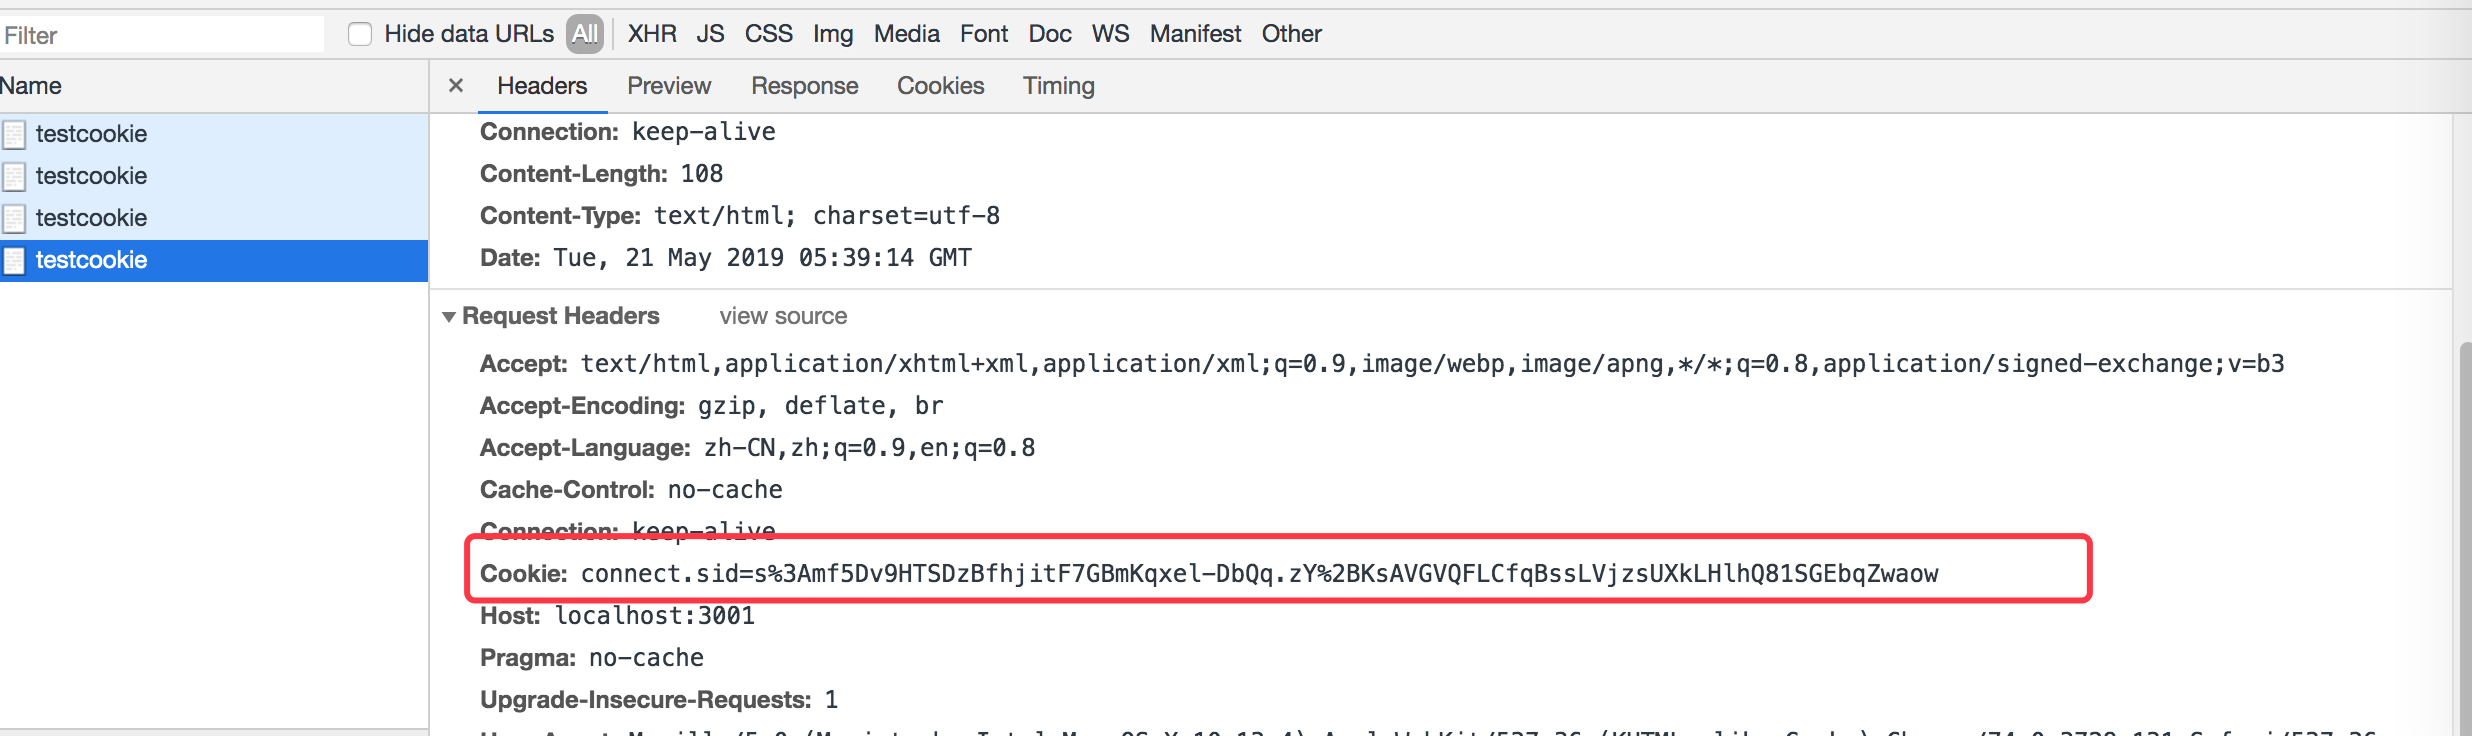 Filter Hide data URLs All XHR JS CSS Img Media Font Doc WS Manifest Other
Name × Headers Preview Response Cookies Timing
testcookie
testcookie
testcookie
testcookie
Connection: keep-alive
Content-Length: 108
Content-Type: text/html; charset=utf-8
Date: Tue, 21 May 2019 05:39:14 GMT
Request Headers view source
Accept: text/html,application/xhtml+xml,application/xml;q=0.9,image/webp,image/apng,*/*;q=0.8,application/signed-exchange;v=b3
Accept-Encoding: gzip, deflate, br
Accept-Language: zh-CN,zh;q=0.9,en;q=0.8
Cache-Control: no-cache
Connection: keep-alive
Cookie: connect.sid=s%3Amf5Dv9HTSDzBfhjitF7GBmKqxel-DbQq.zY%2BKsAVGVQFLCfqBssLVjzsUXkLHlhQ81SGEbqZwaow
Host: localhost:3001
Pragma: no-cache
Upgrade-Insecure-Requests: 1